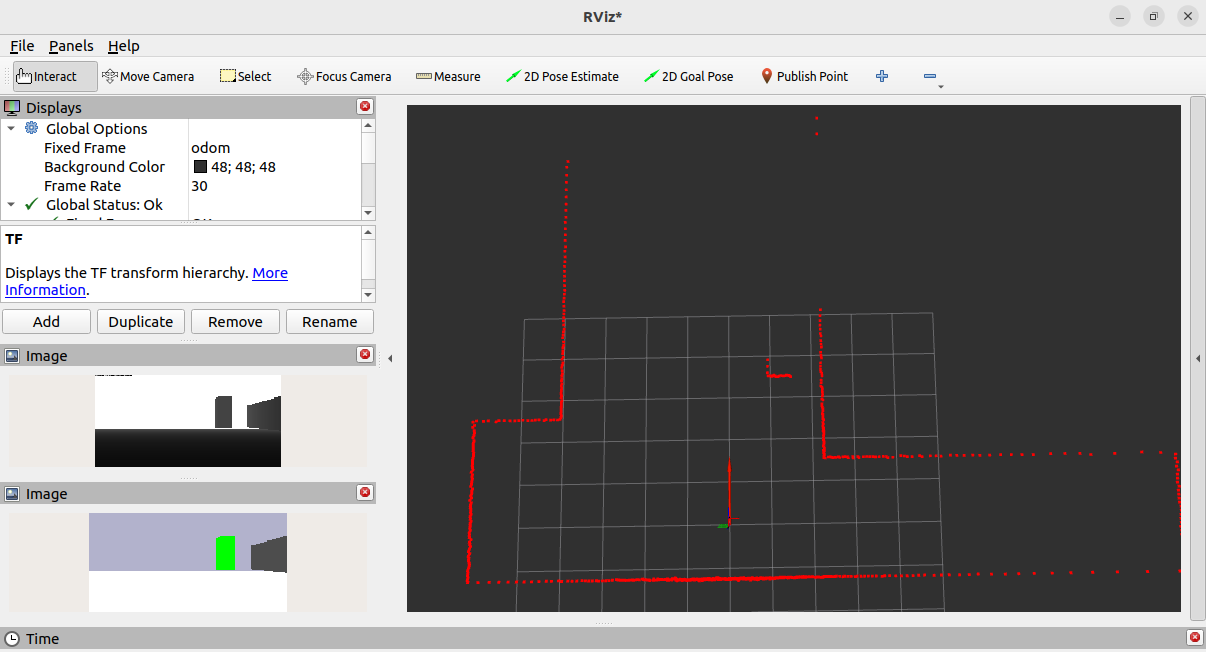 RViz*
File Panels Help
Interact Move Camera Select Focus Camera Measure 2D Pose Estimate 2D Goal Pose Publish Point
Displays
Global Options
Fixed Frame odom
Background Color 48; 48; 48
Frame Rate 30
Global Status: Ok
TF
Displays the TF transform hierarchy. More
Information.
Add Duplicate Remove Rename
Image
Image
Time